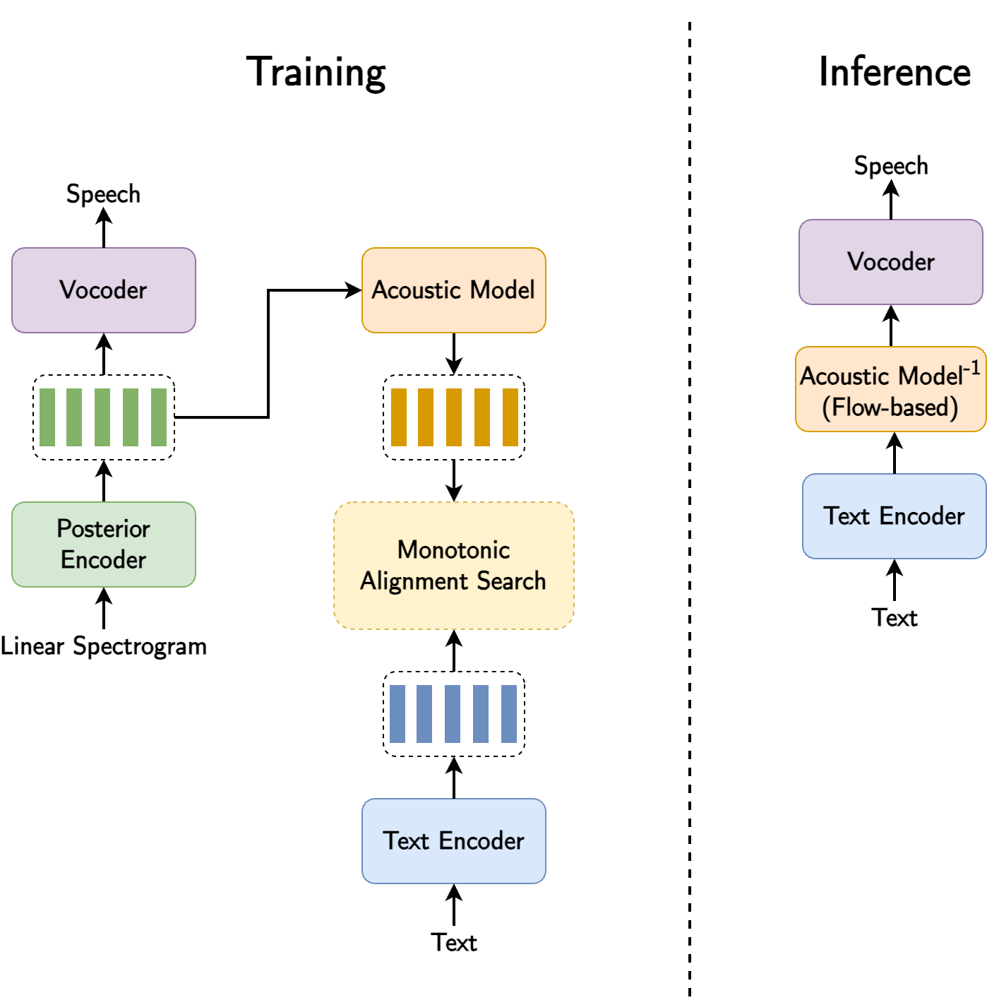 Training
Speech
Vocoder
Acoustic Model
Posterior
Encoder
Monotonic
Alignment Search
Linear Spectrogram
Text Encoder
Text
Inference
Speech
Vocoder
Acoustic Model-1
(Flow-based)
Text Encoder
Text